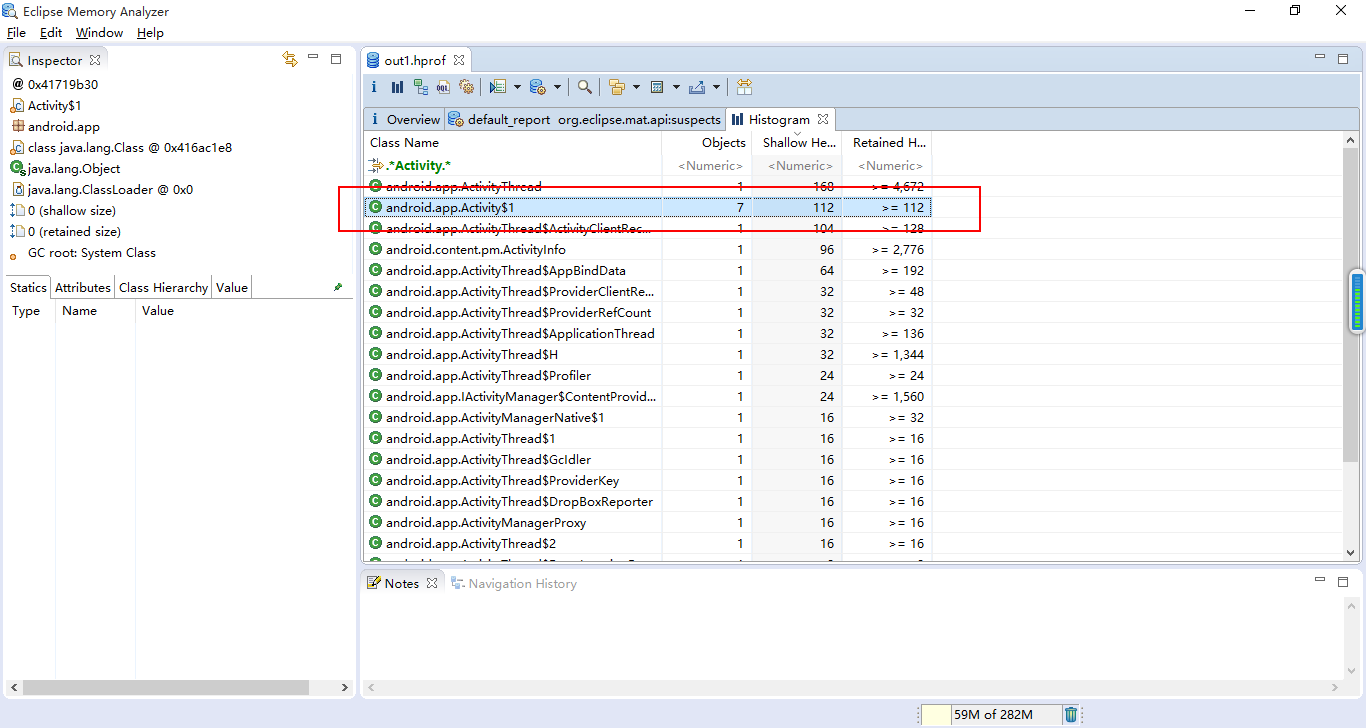 Eclipse Memory Analyzer
File Edit Window Help
Inspector
@ 0x41719b30
Activity$1
android.app
class java.lang.Class @ 0x416ac1e8
java.lang.Object
java.lang.ClassLoader @ 0x0
0 (shallow size)
0 (retained size)
GC root: System Class
Statics Attributes Class Hierarchy Value
Type Name Value
out1.hprof
Overview default_report org.eclipse.mat.api:suspects Histogram
Class Name Objects Shallow He... Retained H...
.*Activity.* <Numeric> <Numeric> <Numeric>
android.app.ActivityThread 1 168 >= 4,672
android.app.Activity$1 7 112 >= 112
android.app.ActivityThread$ActivityClientRec... 1 104 >= 128
android.content.pm.ActivityInfo 1 96 >= 2,776
android.app.ActivityThread$AppBindData 1 64 >= 192
android.app.ActivityThread$ProviderClientRe... 1 32 >= 48
android.app.ActivityThread$ProviderRefCount 1 32 >= 32
android.app.ActivityThread$ApplicationThread 1 32 >= 136
android.app.ActivityThread$H 1 32 >= 1,344
android.app.ActivityThread$Profiler 1 24 >= 24
android.app.IActivityManager$ContentProvid... 1 24 >= 1,560
android.app.ActivityManagerNative$1 1 16 >= 32
android.app.ActivityThread$1 1 16 >= 16
android.app.ActivityThread$GcIdler 1 16 >= 16
android.app.ActivityThread$ProviderKey 1 16 >= 16
android.app.ActivityThread$DropBoxReporter 1 16 >= 16
android.app.ActivityManagerProxy 1 16 >= 16
android.app.ActivityThread$2 1 16 >= 16
Notes Navigation History
59M of 282M